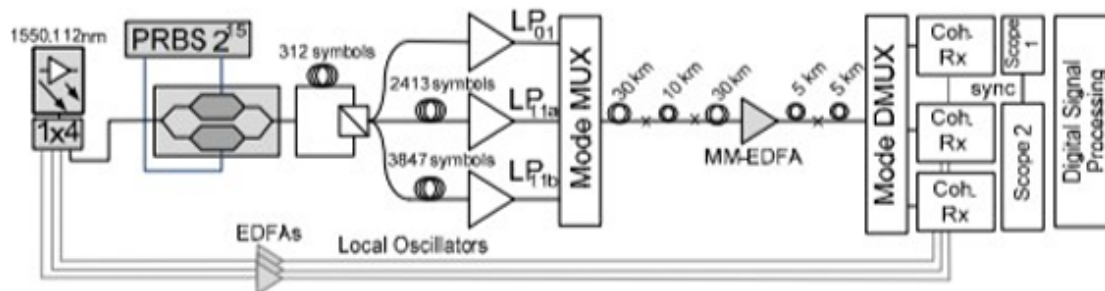 1550.112nm
PRBS 2^15
1x4
312 symbols
2413 symbols
3847 symbols
LP01
LP11a
LP11b
Mode MUX
30 km
10 km
30 km
MM-EDFA
5 km
5 km
Mode DMUX
Coh.
Rx
Coh.
Rx
Coh.
Rx
Scope
1
sync
Scope 2
Digital Signal
Processing
EDFAs
Local Oscillators